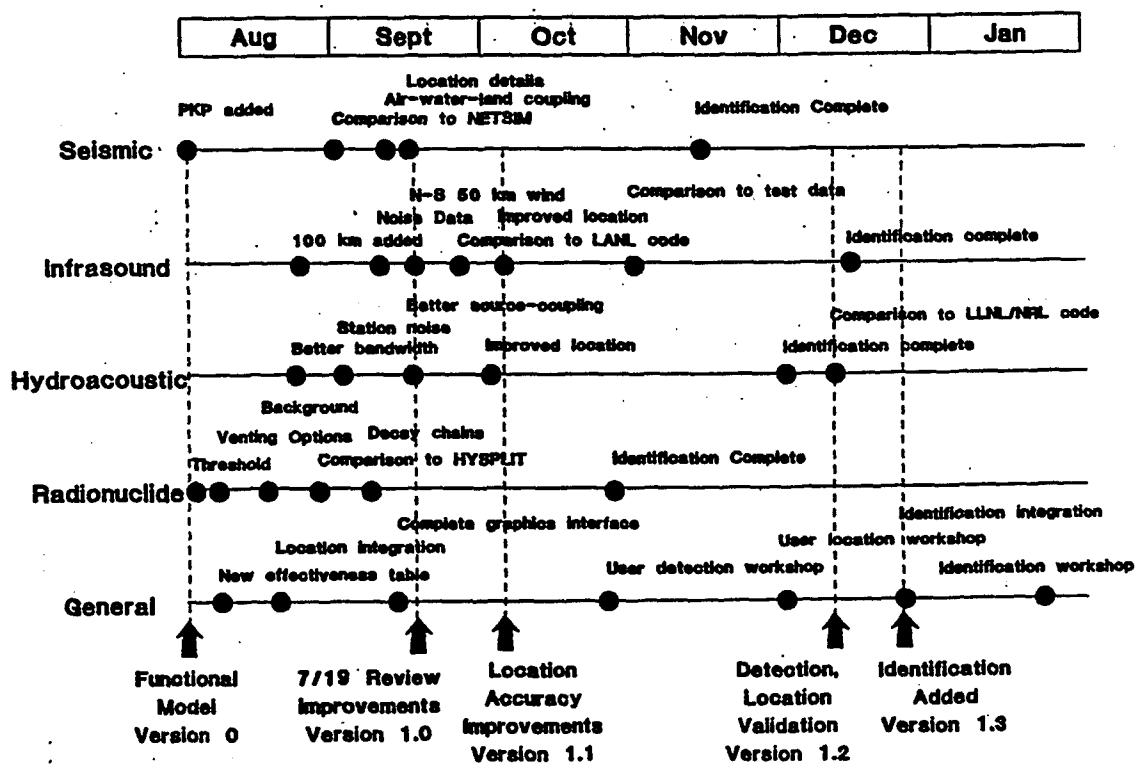 Aug Sept Oct Nov Dec Jan
Location details
Air-water-land coupling
PKP added
Comparison to NETSIM
Identification Complete
Seismic
N-S 50 km wind
Comparison to test data
Noise Data
Improved location
100 km added
Comparison to LANL code
Identification complete
Infrasound
Better source-coupling
Comparison to LLNL/NRL code
Station noise
Better bandwidth
Improved location
Identification complete
Hydroacoustic
Background
Venting Options
Decay chains
Threshold
Comparison to HYSPLIT
Identification Complete
Radionuclide
Complete graphics interface
Identification integration
Location integration
User location workshop
New effectiveness table
User detection workshop
Identification workshop
General
Functional
Model
Version 0
7/19 Review
Improvements
Version 1.0
Location
Accuracy
Improvements
Version 1.1
Detection,
Location
Validation
Version 1.2
Identification
Added
Version 1.3